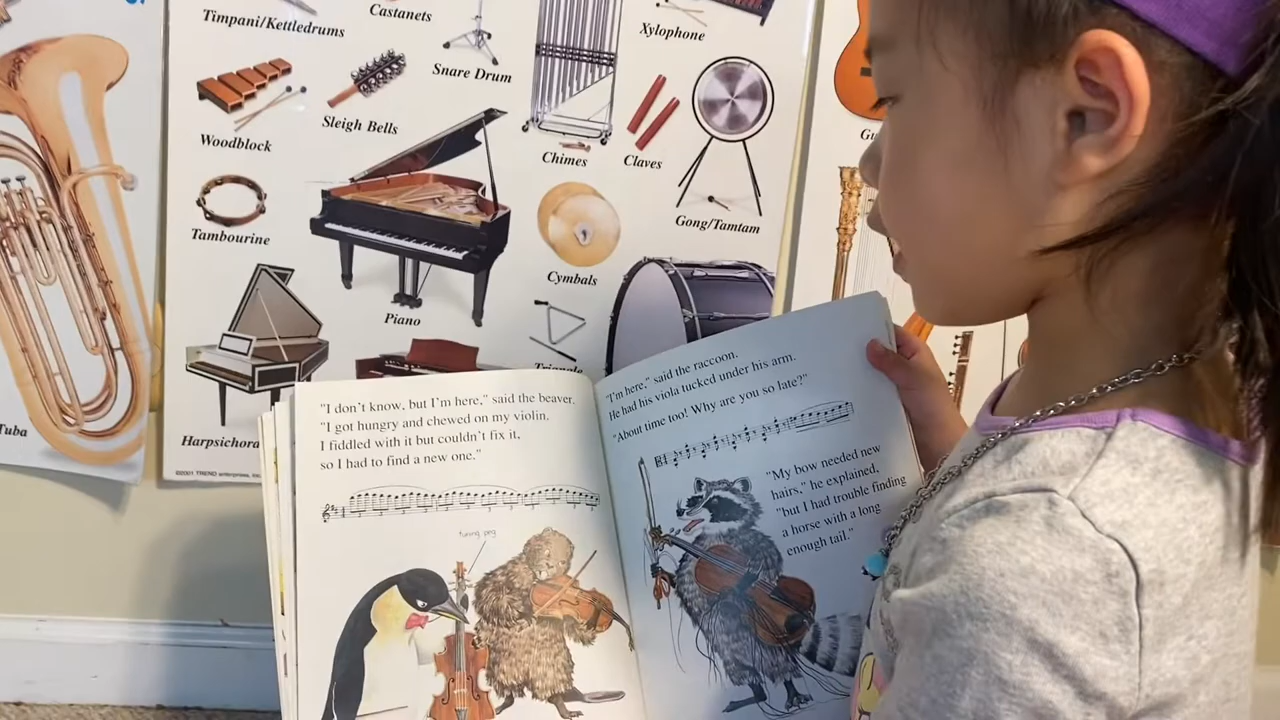 Timpani/Kettledrums
Castanets
Snare Drum
Xylophone
Woodblock
Sleigh Bells
Chimes
Claves
Gong/Tamtam
Tambourine
Cymbals
Piano
Triangle
Harpsichord
Tuba
©2001 TREND enterprises, Inc.
Gu
"I don't know, but I'm here," said the beaver.
"I got hungry and chewed on my violin.
I fiddled with it but couldn't fix it,
so I had to find a new one."
tuning peg
"I'm here," said the raccoon.
He had his viola tucked under his arm.
"About time too! Why are you so late?"
"My bow needed new
hairs," he explained,
"but I had trouble finding
a horse with a long
enough tail."